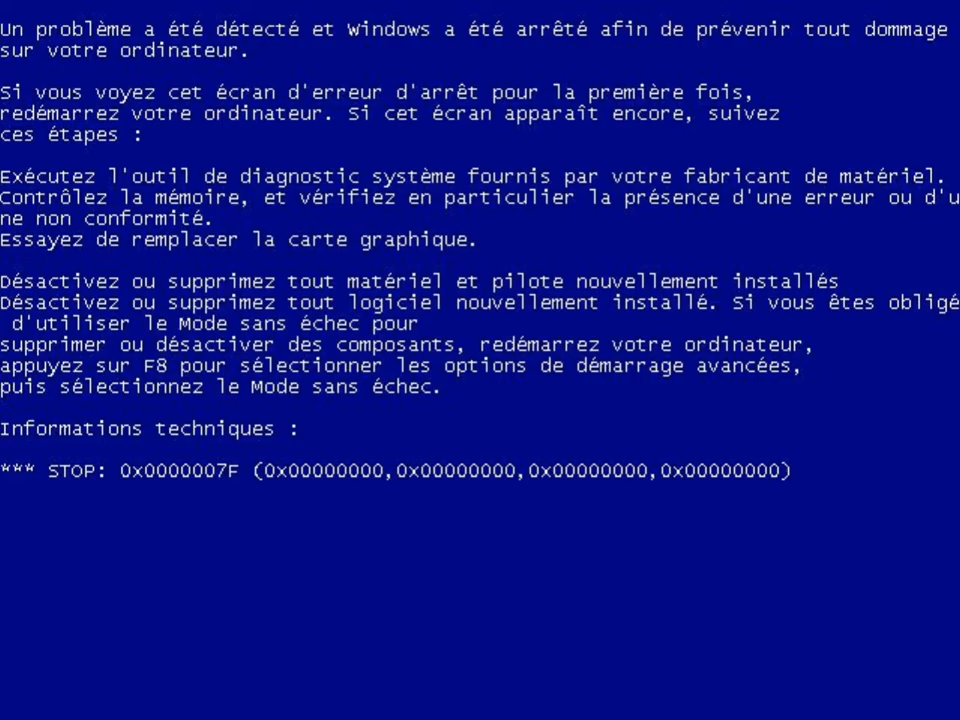 Un problème a été détecté et Windows a été arrêté afin de prévenir tout dommage
sur votre ordinateur.
Si vous voyez cet écran d'erreur d'arrêt pour la première fois,
redémarrez votre ordinateur. Si cet écran apparaît encore, suivez
ces étapes :
Exécutez l'outil de diagnostic système fournis par votre fabricant de matériel.
Contrôlez la mémoire, et vérifiez en particulier la présence d'une erreur ou d'u
ne non conformité.
Essayez de remplacer la carte graphique.
Désactivez ou supprimez tout matériel et pilote nouvellement installés
Désactivez ou supprimez tout logiciel nouvellement installé. Si vous êtes obligé
d'utiliser le Mode sans échec pour
supprimer ou désactiver des composants, redémarrez votre ordinateur,
appuyez sur F8 pour sélectionner les options de démarrage avancées,
puis sélectionnez le Mode sans échec.
Informations techniques :
*** STOP: 0x0000007F (0x00000000,0x00000000,0x00000000,0x00000000)